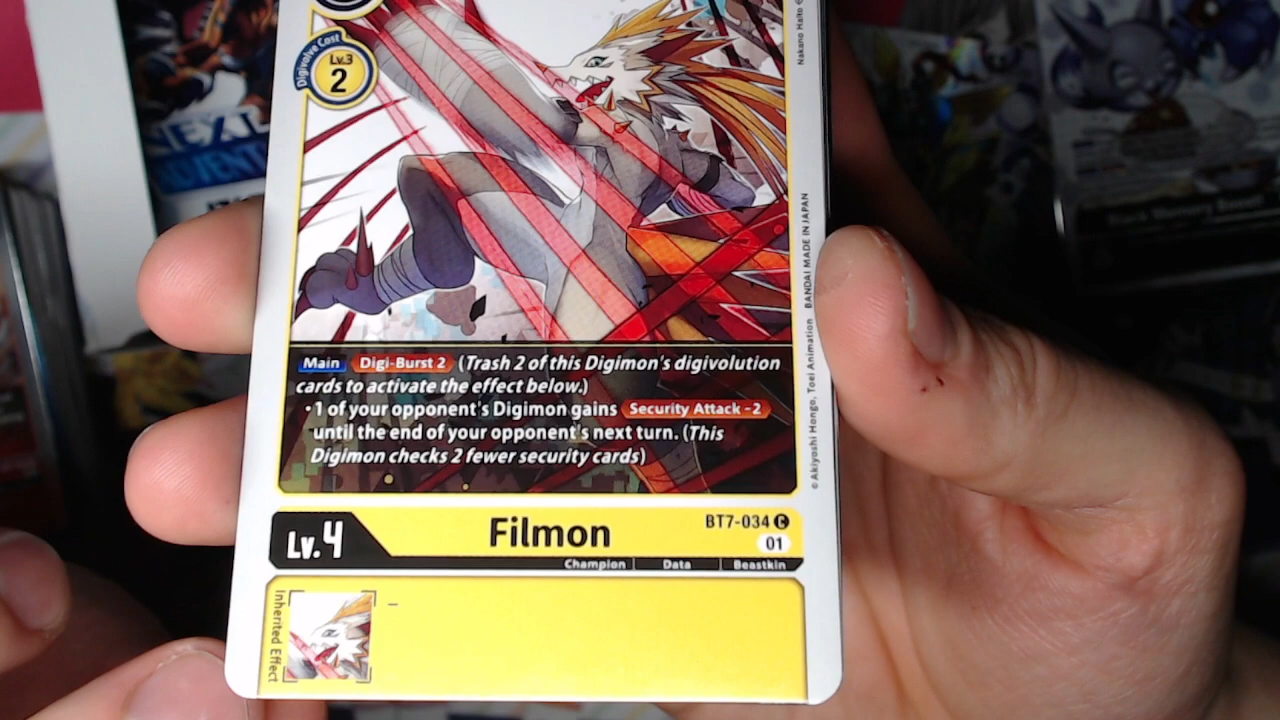 Nakano Haito
Digivolve Cost
Lv.3
2
Main Digi-Burst 2 (Trash 2 of this Digimon's digivolution
cards to activate the effect below.)
・1 of your opponent's Digimon gains Security Attack -2
until the end of your opponent's next turn. (This
Digimon checks 2 fewer security cards)
©Akiyoshi Hongo, Toei Animation BANDAI MADE IN JAPAN
Lv.4
Filmon
BT7-034 C
01
Champion Data Beastkin
Inherited Effect
-
NEXT